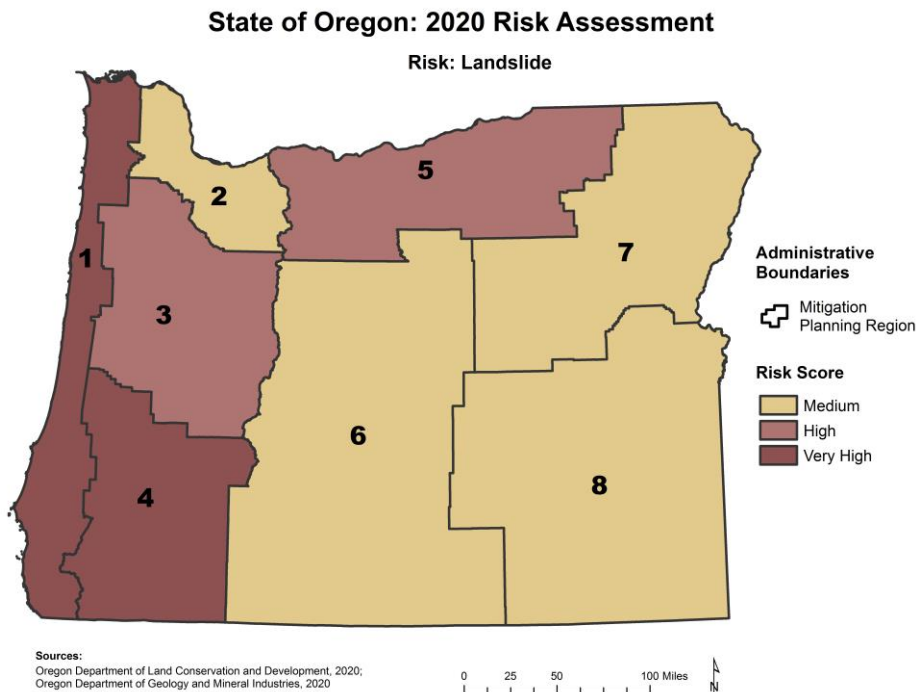 State of Oregon: 2020 Risk Assessment
Risk: Landslide
1
2
3
4
5
6
7
8
Administrative
Boundaries
Mitigation
Planning Region
Risk Score
Medium
High
Very High
Sources:
Oregon Department of Land Conservation and Development, 2020;
Oregon Department of Geology and Mineral Industries, 2020
0 25 50 100 Miles
N